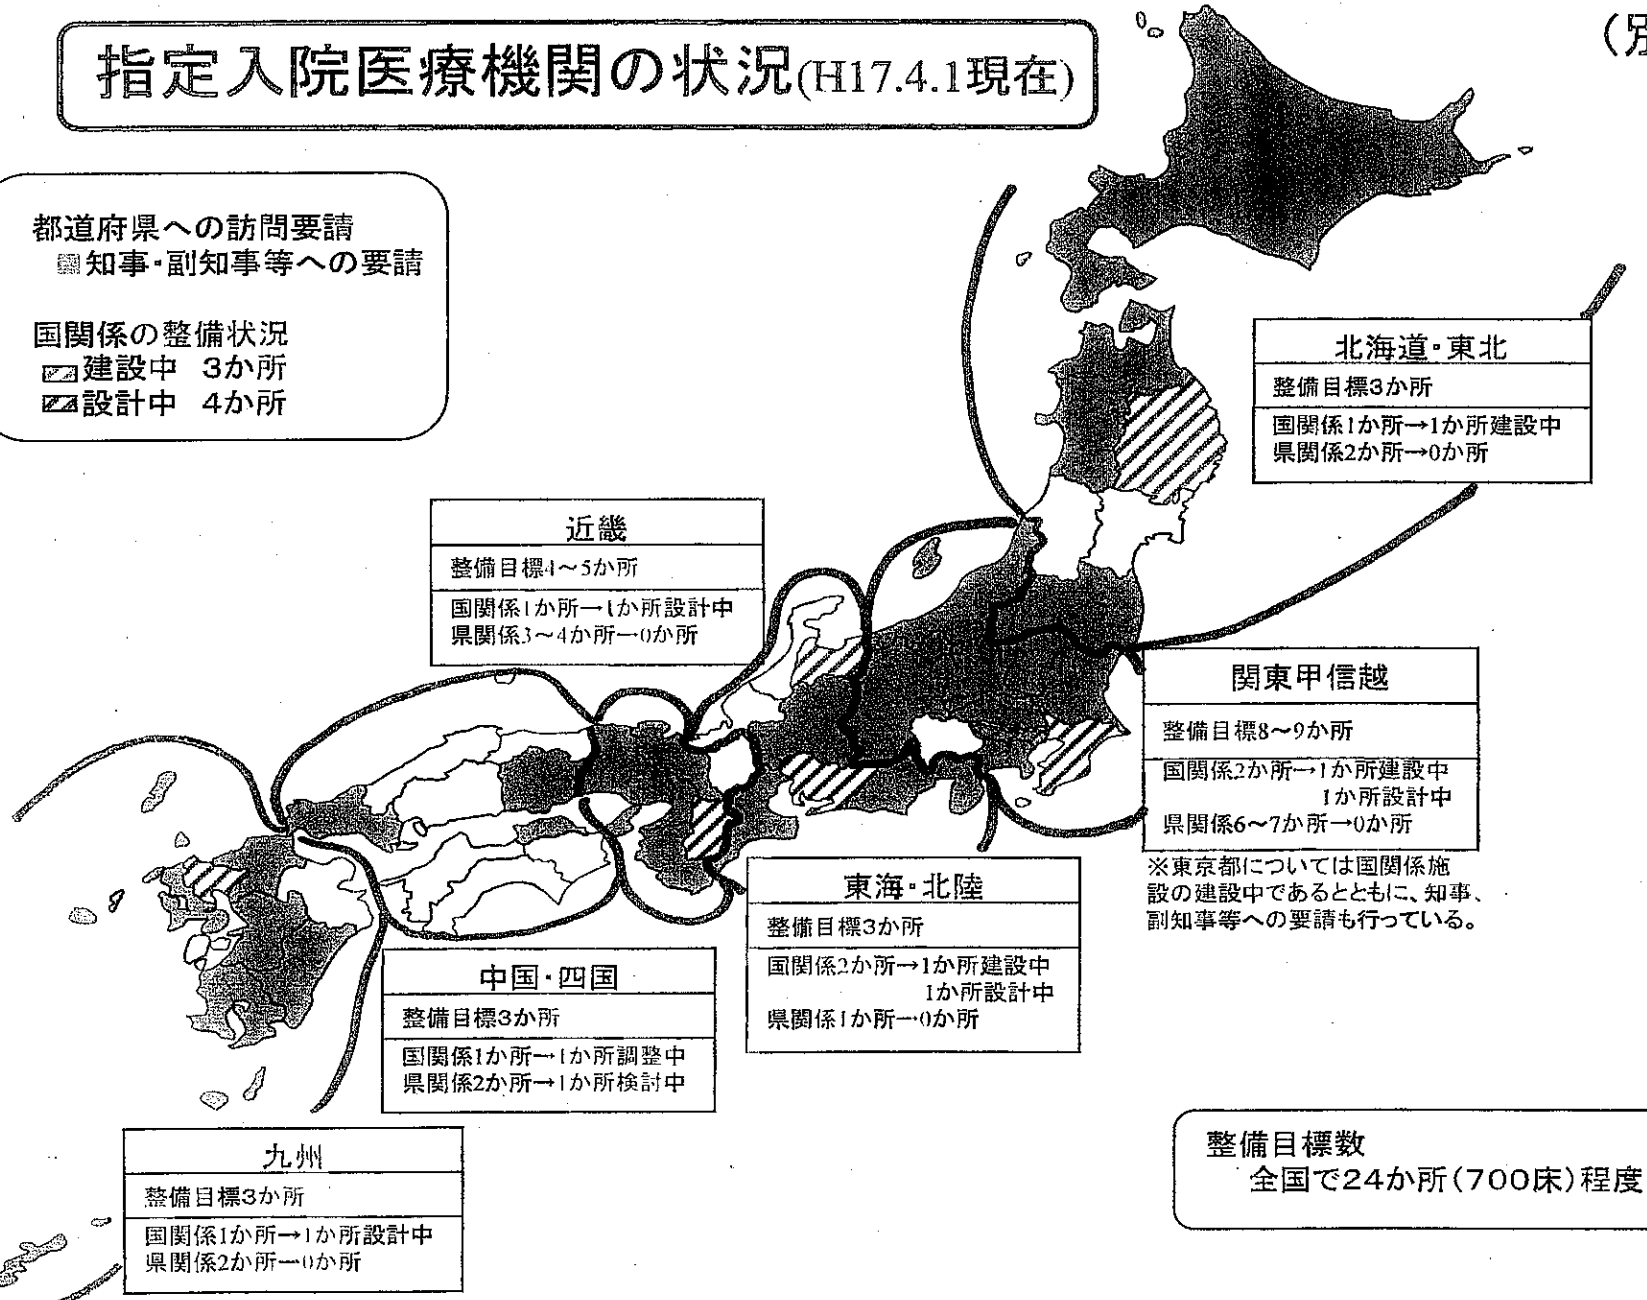 (別
指定入院医療機関の状況(H17.4.1現在)
都道府県への訪問要請
知事・副知事等への要請
国関係の整備状況
建設中 3か所
設計中 4か所
北海道・東北
整備目標3か所
国関係1か所→1か所建設中
県関係2か所→0か所
近畿
整備目標4～5か所
国関係1か所→1か所設計中
県関係3～4か所→0か所
関東甲信越
整備目標8～9か所
国関係2か所→1か所建設中
1か所設計中
県関係6～7か所→0か所
※東京都については国関係施
設の建設中であるとともに、知事、
副知事等への要請も行っている。
東海・北陸
整備目標3か所
国関係2か所→1か所建設中
1か所設計中
県関係1か所→0か所
中国・四国
整備目標3か所
国関係1か所→1か所調整中
県関係2か所→1か所検討中
九州
整備目標3か所
国関係1か所→1か所設計中
県関係2か所→0か所
整備目標数
全国で24か所(700床)程度